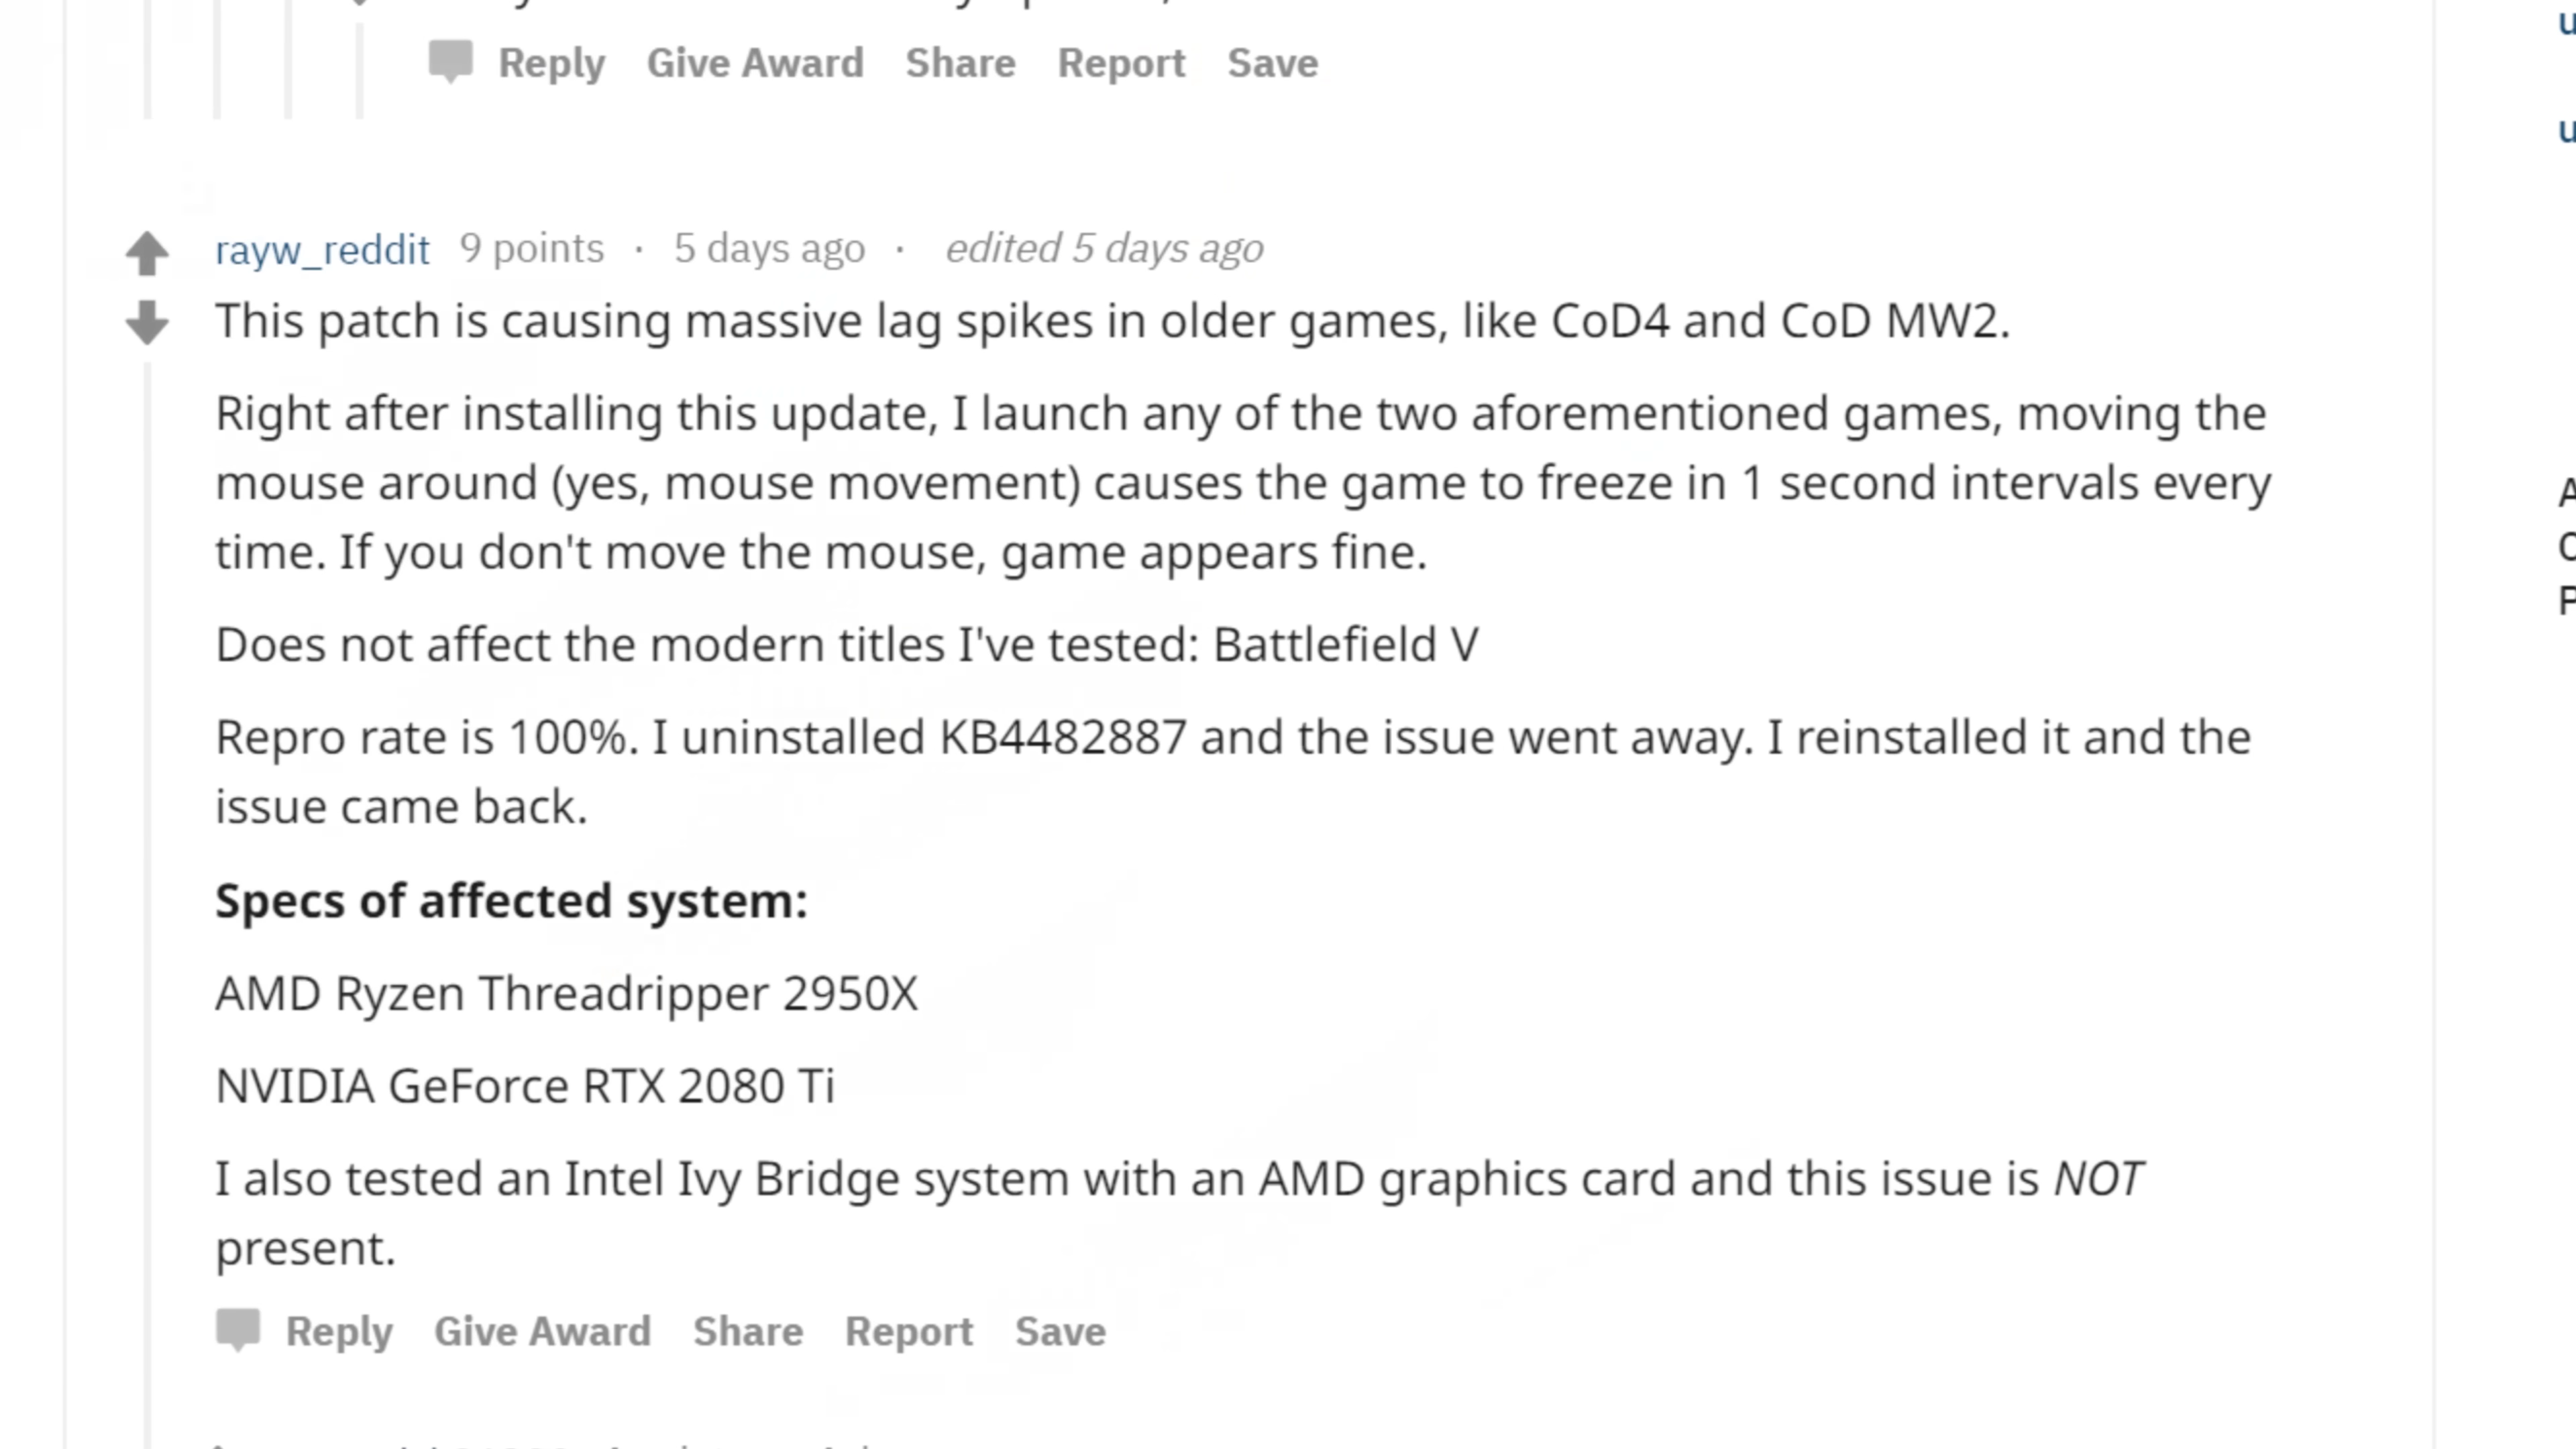 Reply Give Award Share Report Save
rayw_reddit 9 points · 5 days ago · edited 5 days ago
This patch is causing massive lag spikes in older games, like CoD4 and CoD MW2.
Right after installing this update, I launch any of the two aforementioned games, moving the
mouse around (yes, mouse movement) causes the game to freeze in 1 second intervals every
time. If you don't move the mouse, game appears fine.
Does not affect the modern titles I've tested: Battlefield V
Repro rate is 100%. I uninstalled KB4482887 and the issue went away. I reinstalled it and the
issue came back.
Specs of affected system:
AMD Ryzen Threadripper 2950X
NVIDIA GeForce RTX 2080 Ti
I also tested an Intel Ivy Bridge system with an AMD graphics card and this issue is NOT
present.
Reply Give Award Share Report Save